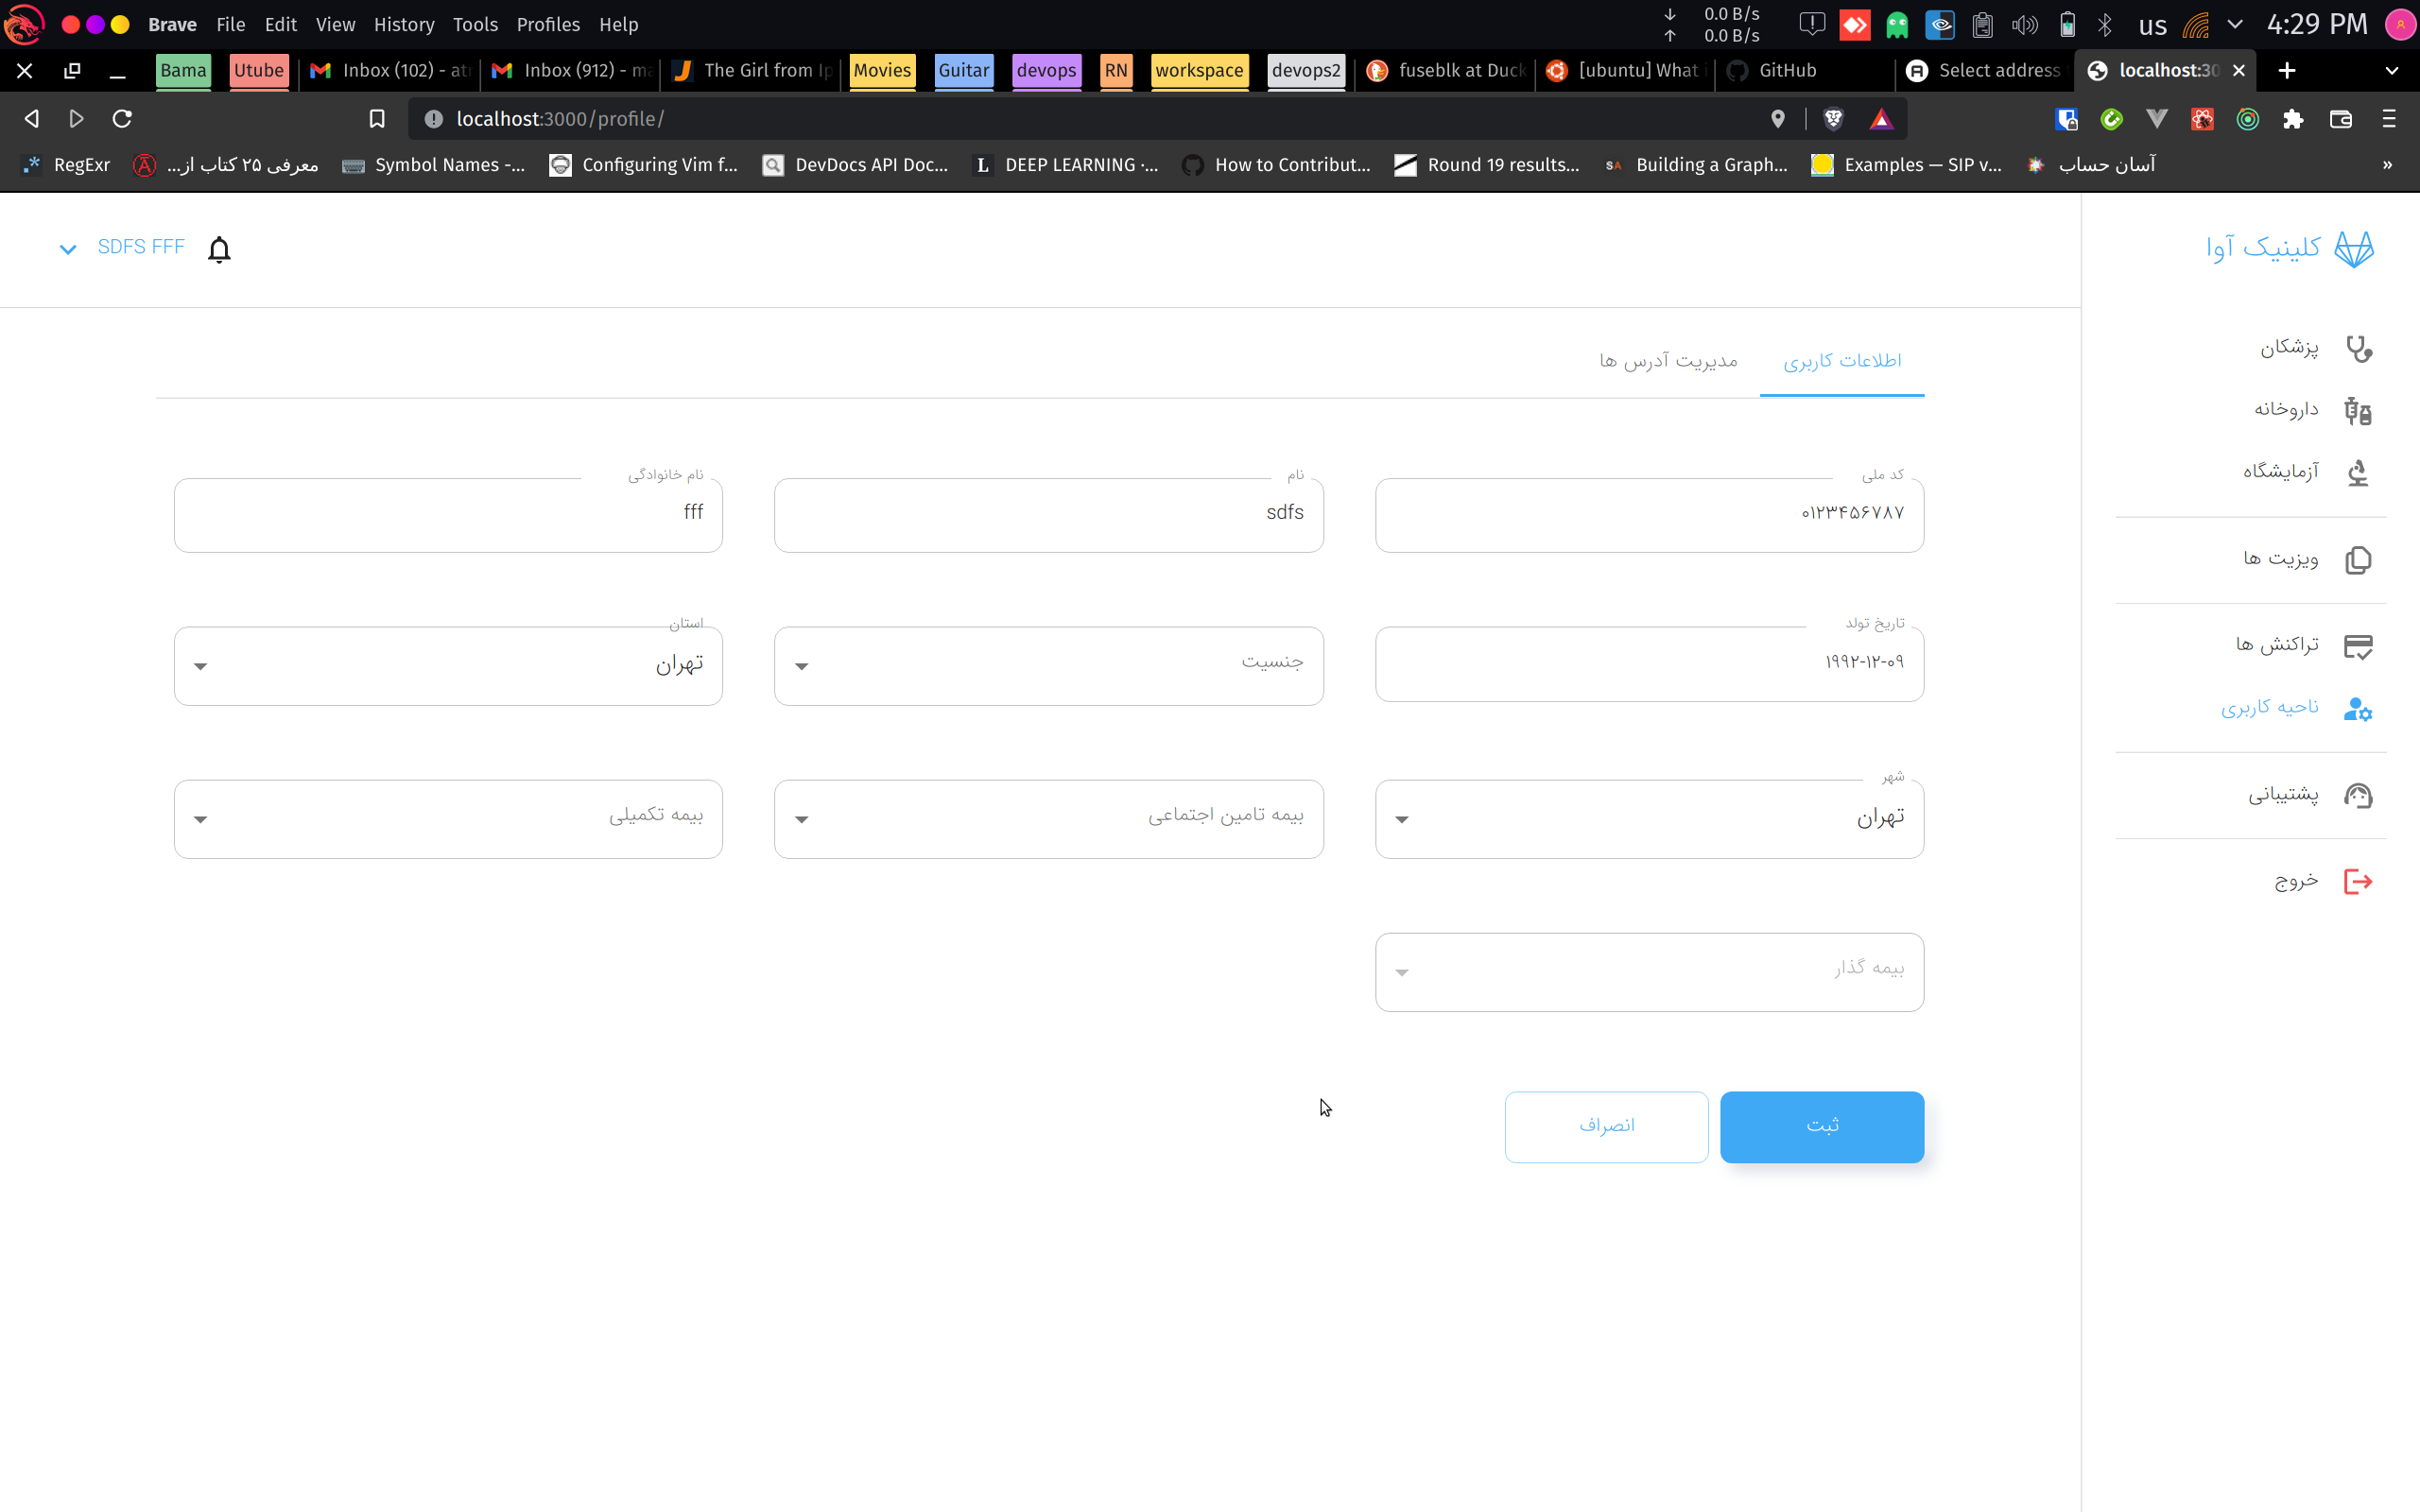 Brave File Edit View History Tools Profiles Help
0.0 B/s
0.0 B/s
us 4:29 PM
Bama Utube Inbox (102) - at Inbox (912) - m The Girl from Ip Movies Guitar devops RN workspace devops2 fuseblk at Duck [ubuntu] What GitHub Select address localhost:30
localhost:3000/profile/
RegExr معرفی ۲۵ کتاب از... Symbol Names -... Configuring Vim f... DevDocs API Doc... DEEP LEARNING ·... How to Contribut... Round 19 results... Building a Graph... Examples — SIP v... آسان حساب »
کلینیک آوا
SDFS FFF
پزشکان
داروخانه
آزمایشگاه
ویزیت ها
تراکنش ها
ناحیه کاربری
پشتیبانی
خروج
اطلاعات کاربری مدیریت آدرس ها
کد ملی نام نام خانوادگی
۰۱۲۳۴۵۶۷۸۷ sdfs fff
تاریخ تولد استان
۱۹۹۲-۱۲-۰۹ جنسیت تهران
شهر
تهران بیمه تامین اجتماعی بیمه تکمیلی
بیمه گذار
ثبت انصراف